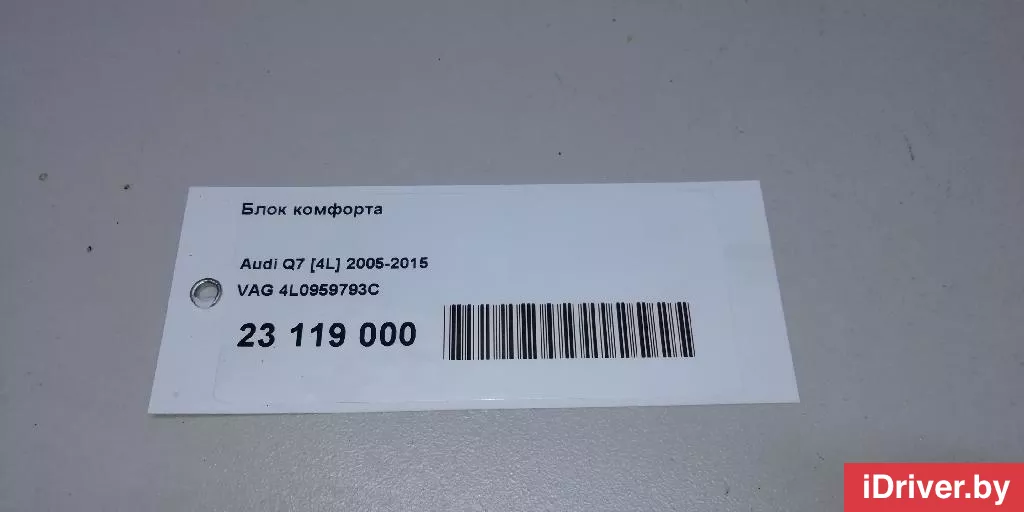 Блок комфорта
Audi Q7 [4L] 2005-2015
VAG 4L0959793C
23 119 000
iDriver.by